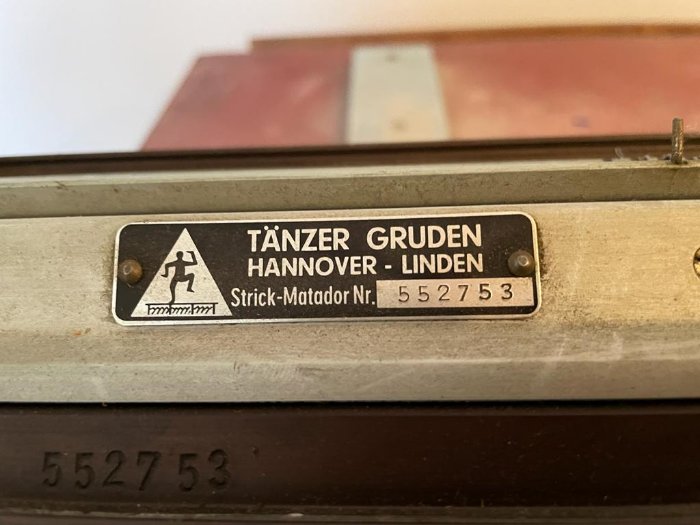 TÄNZER GRUDEN
HANNOVER - LINDEN
Strick-Matador Nr. 552753
552753